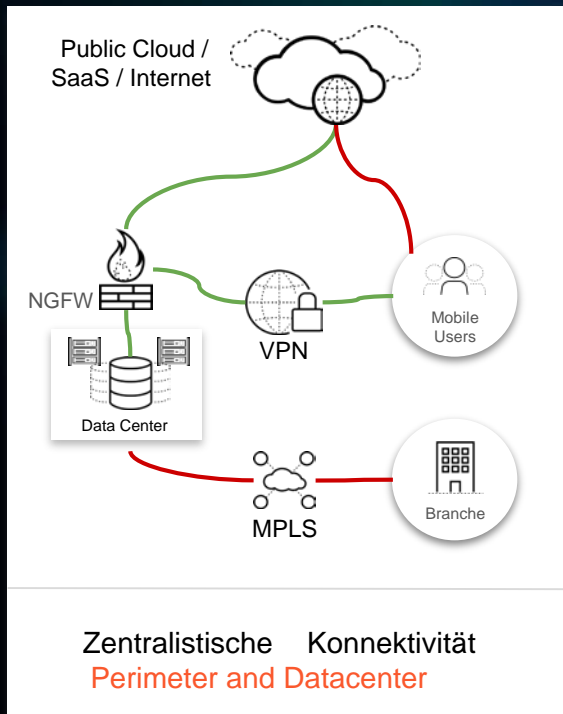 Public Cloud /
SaaS / Internet
NGFW
VPN
Mobile
Users
Data Center
MPLS
Branche
Zentralistische Konnektivität
Perimeter and Datacenter